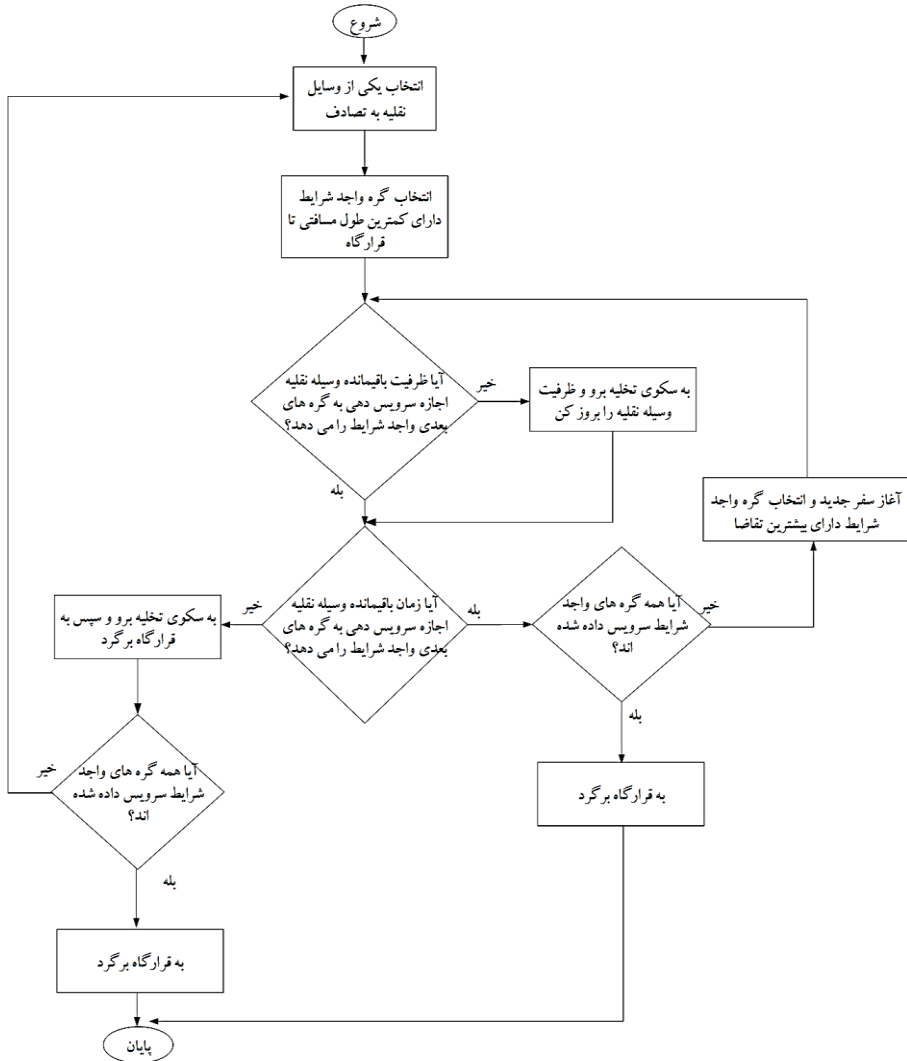 شروع
انتخاب یکی از وسایل
نقلیه به تصادف
انتخاب گره واجد شرایط
دارای کمترین طول مسافتی تا
قرارگاه
آیا ظرفیت باقیمانده وسیله نقلیه
اجازه سرویس دهی به گره های
بعدی واجد شرایط را می دهد؟
خیر
به سکوی تخلیه برو و ظرفیت
وسیله نقلیه را بروز کن
بله
آغاز سفر جدید و انتخاب گره واجد
شرایط دارای بیشترین تقاضا
آیا زمان باقیمانده وسیله نقلیه
اجازه سرویس دهی به گره های
بعدی واجد شرایط را می دهد؟
بله
آیا همه گره های واجد
شرایط سرویس داده شده
اند؟
خیر
خیر
به سکوی تخلیه برو و سپس به
قرارگاه برگرد
بله
به قرارگاه برگرد
آیا همه گره های واجد
شرایط سرویس داده شده
اند؟
خیر
بله
به قرارگاه برگرد
پایان